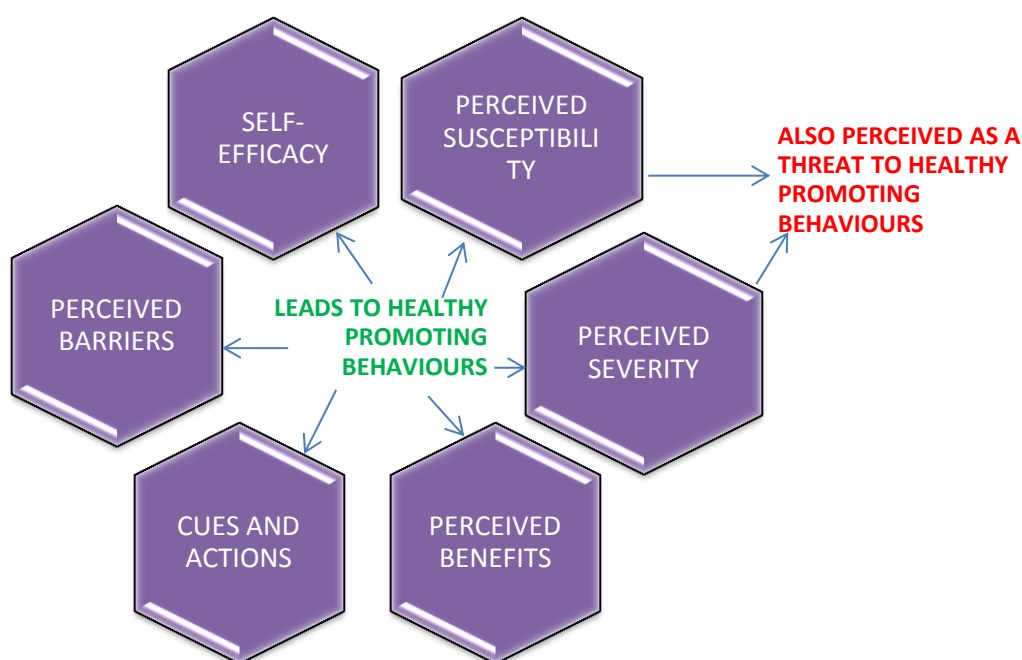 SELF-
EFFICACY
PERCEIVED
SUSCEPTIBILI
TY
ALSO PERCEIVED AS A
THREAT TO HEALTHY
PROMOTING
BEHAVIOURS
PERCEIVED
BARRIERS
LEADS TO HEALTHY
PROMOTING
BEHAVIOURS
PERCEIVED
SEVERITY
CUES AND
ACTIONS
PERCEIVED
BENEFITS